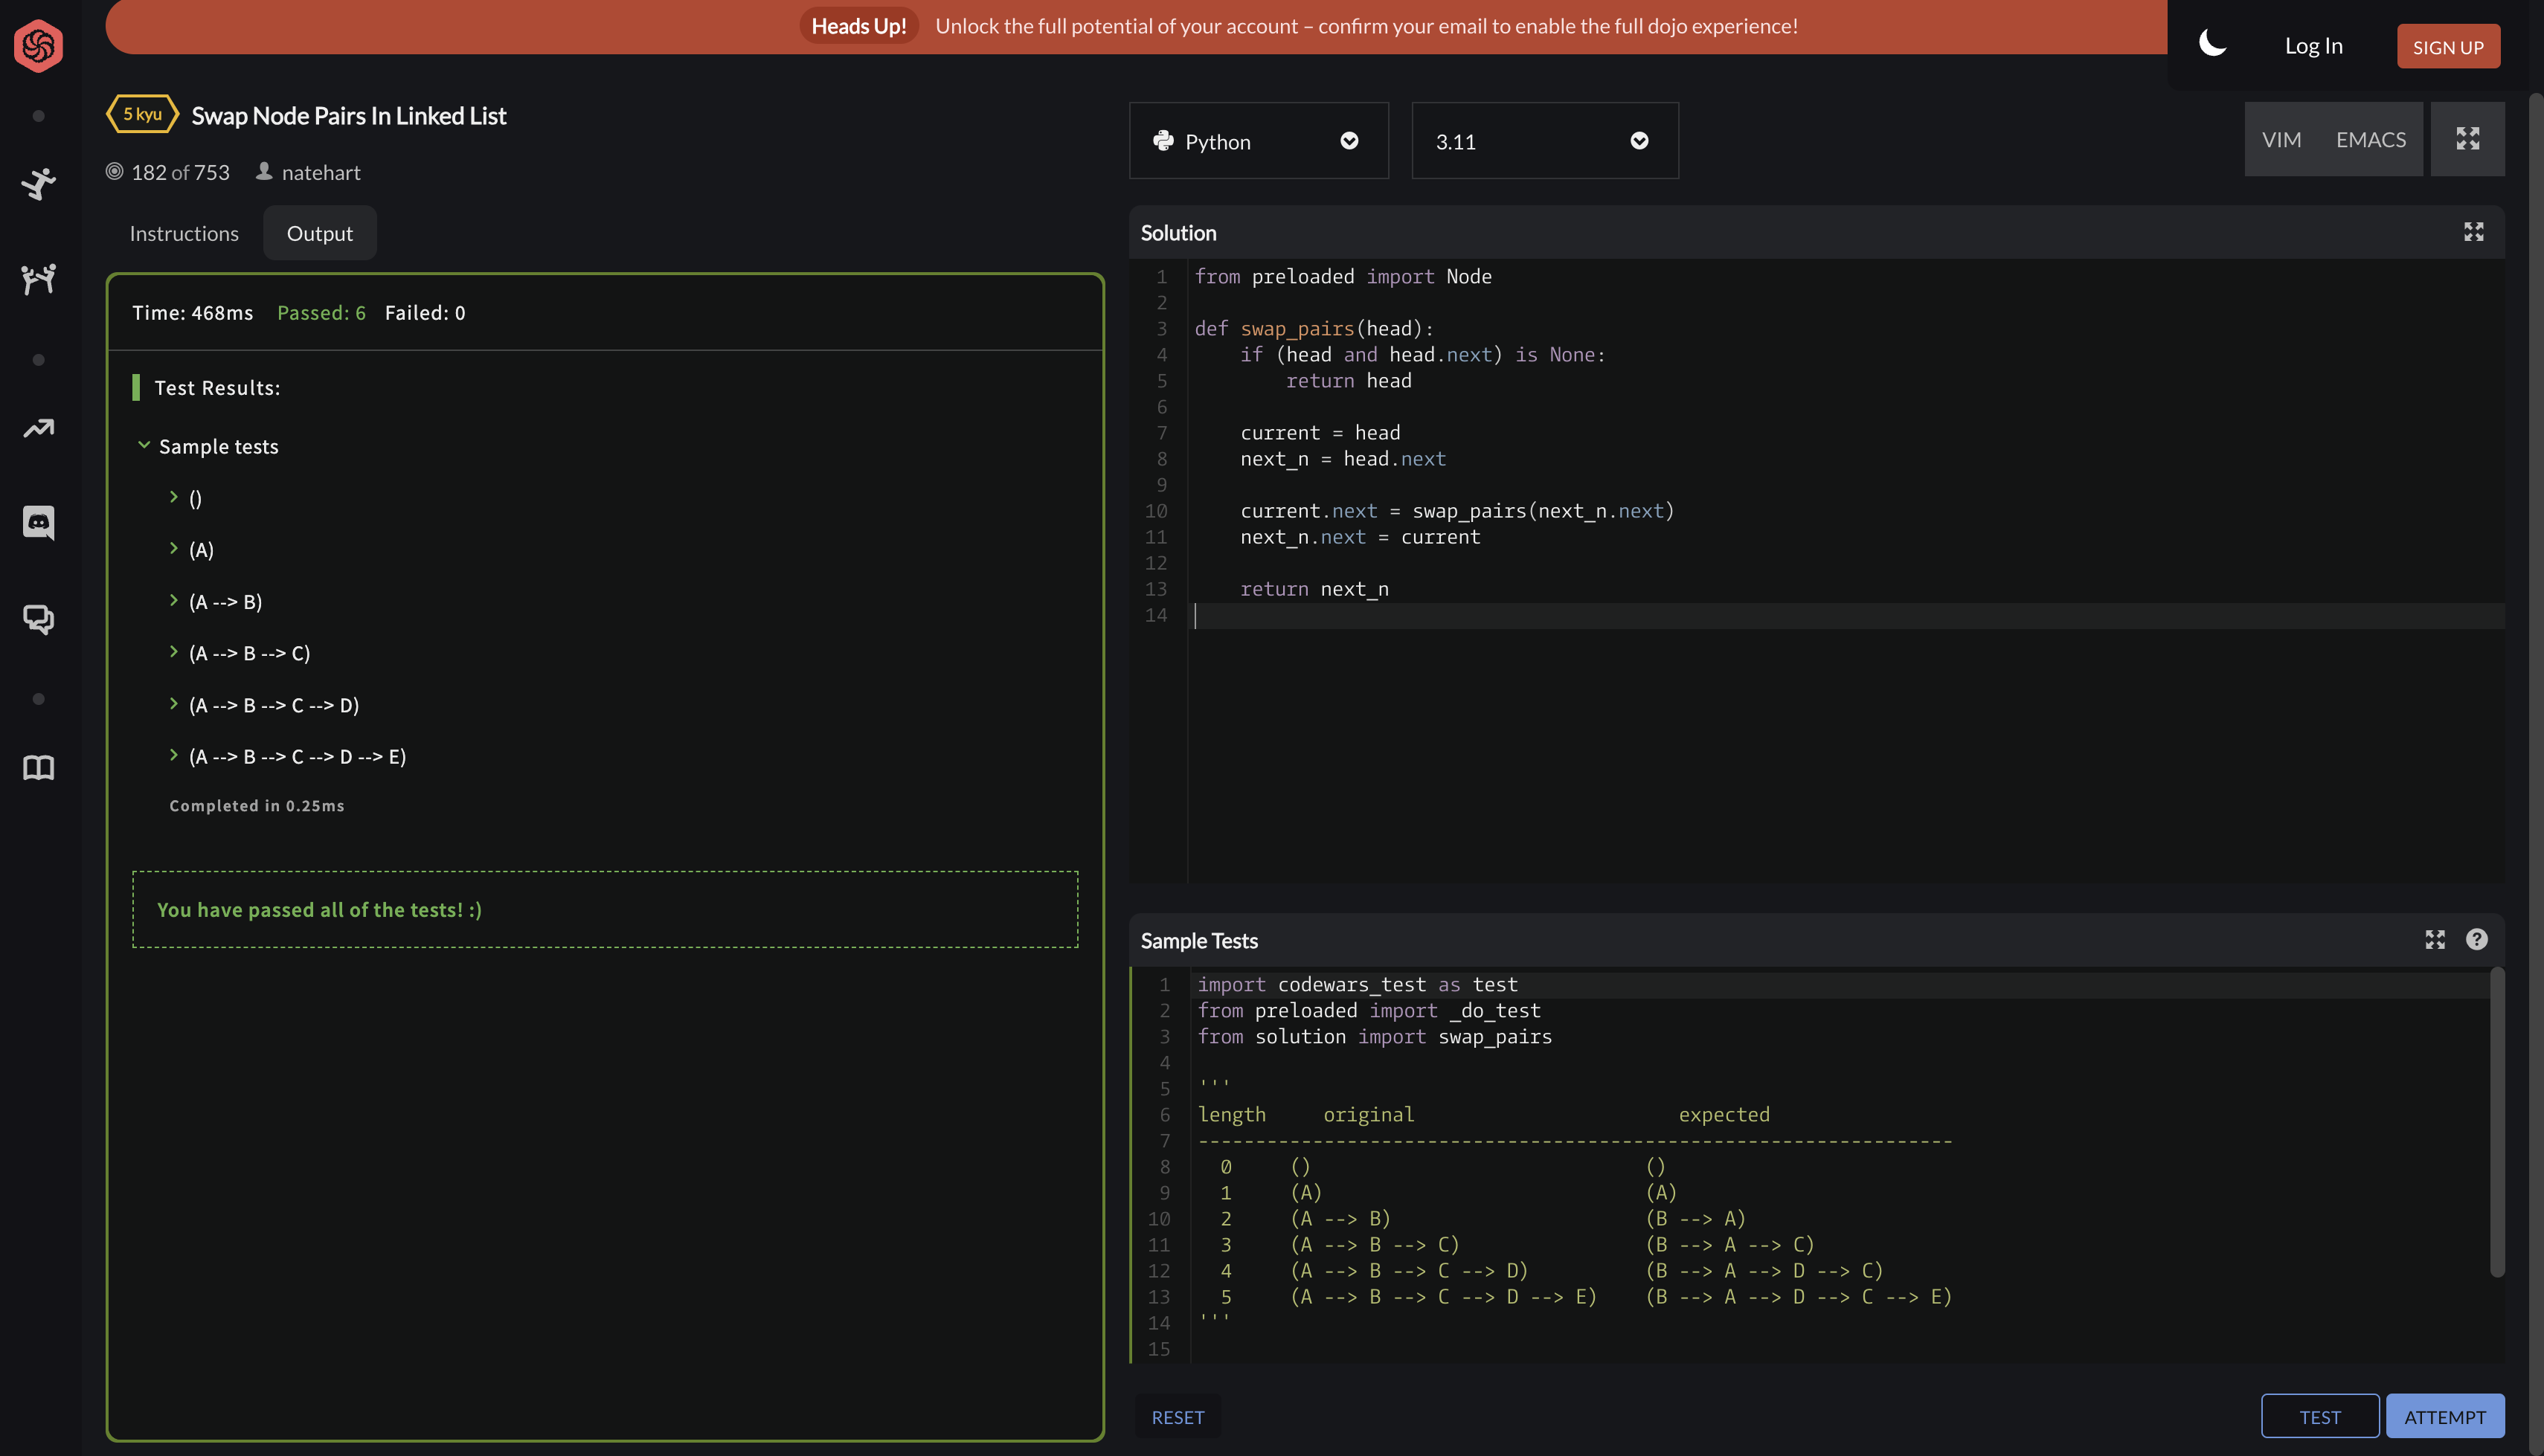 Heads Up! Unlock the full potential of your account – confirm your email to enable the full dojo experience!
Log In
SIGN UP
5 kyu Swap Node Pairs In Linked List
182 of 753 natehart
Instructions Output
Time: 468ms Passed: 6 Failed: 0
Test Results:
Sample tests
()
(A)
(A --> B)
(A --> B --> C)
(A --> B --> C --> D)
(A --> B --> C --> D --> E)
Completed in 0.25ms
You have passed all of the tests! :)
Python 3.11 VIM EMACS
Solution
1 from preloaded import Node
2
3 def swap_pairs(head):
4     if (head and head.next) is None:
5         return head
6
7     current = head
8     next_n = head.next
9
10     current.next = swap_pairs(next_n.next)
11     next_n.next = current
12
13     return next_n
14
Sample Tests
?
1 import codewars_test as test
2 from preloaded import _do_test
3 from solution import swap_pairs
4
5 '''
6 length     original                       expected
7 ------------------------------------------------------------------
8   0     ()                             ()
9   1     (A)                            (A)
10   2     (A --> B)                      (B --> A)
11   3     (A --> B --> C)                (B --> A --> C)
12   4     (A --> B --> C --> D)          (B --> A --> D --> C)
13   5     (A --> B --> C --> D --> E)    (B --> A --> D --> C --> E)
14 '''
15
RESET TEST ATTEMPT